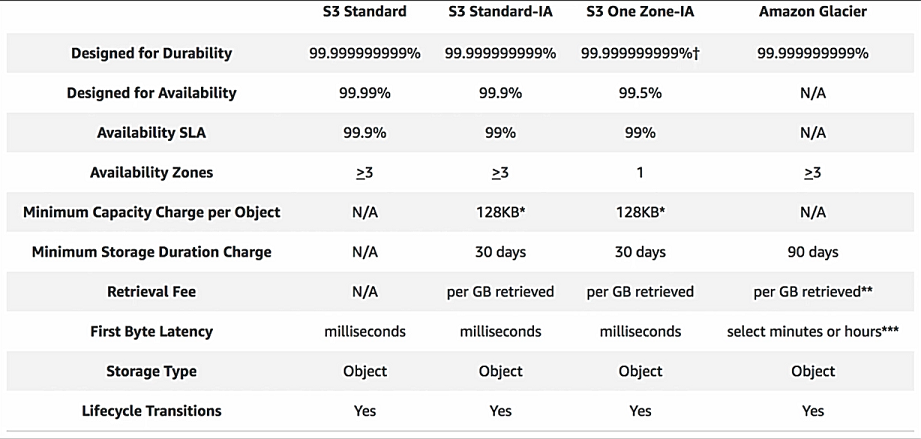 S3 Standard S3 Standard-IA S3 One Zone-IA Amazon Glacier
Designed for Durability 99.999999999% 99.999999999% 99.999999999%† 99.999999999%
Designed for Availability 99.99% 99.9% 99.5% N/A
Availability SLA 99.9% 99% 99% N/A
Availability Zones ≥3 ≥3 1 ≥3
Minimum Capacity Charge per Object N/A 128KB* 128KB* N/A
Minimum Storage Duration Charge N/A 30 days 30 days 90 days
Retrieval Fee N/A per GB retrieved per GB retrieved per GB retrieved**
First Byte Latency milliseconds milliseconds milliseconds select minutes or hours***
Storage Type Object Object Object Object
Lifecycle Transitions Yes Yes Yes Yes